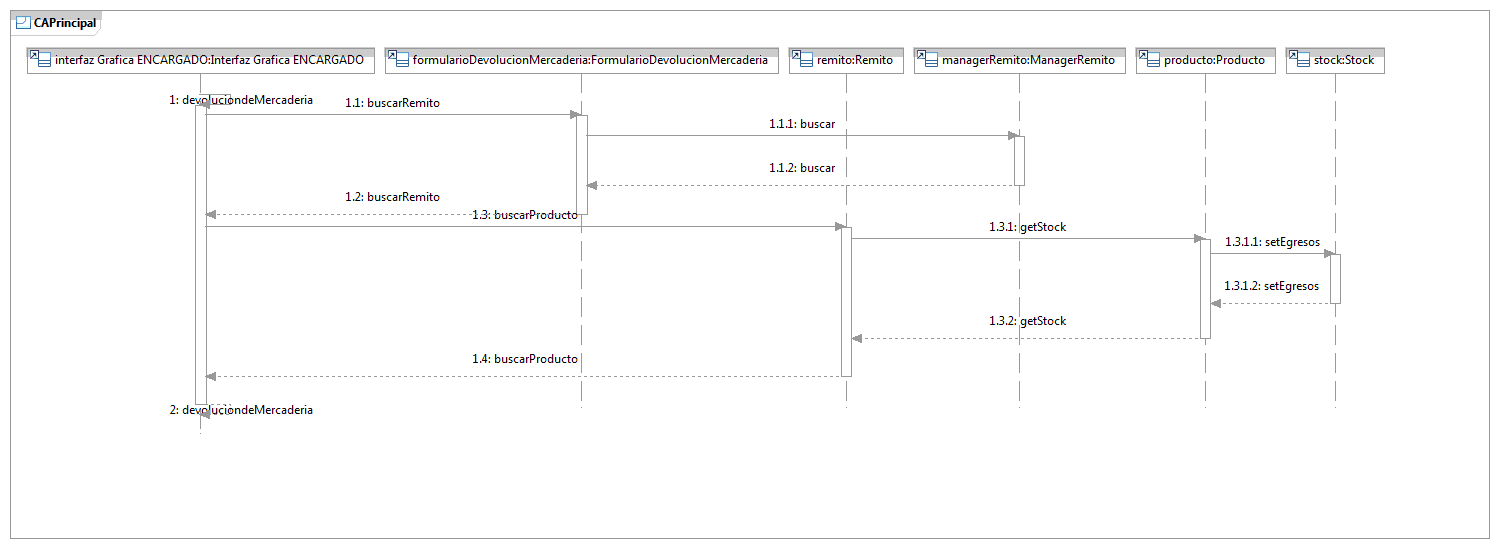 CAPrincipal
interfaz Grafica ENCARGADO:Interfaz Grafica ENCARGADO
formularioDevolucionMercaderia:FormularioDevolucionMercaderia
remito:Remito
managerRemito:ManagerRemito
producto:Producto
stock:Stock
1: devoluciondeMercaderia
1.1: buscarRemito
1.1.1: buscar
1.1.2: buscar
1.2: buscarRemito
1.3: buscarProducto
1.3.1: getStock
1.3.1.1: setEgresos
1.3.1.2: setEgresos
1.3.2: getStock
1.4: buscarProducto
2: devoluciondeMercaderia